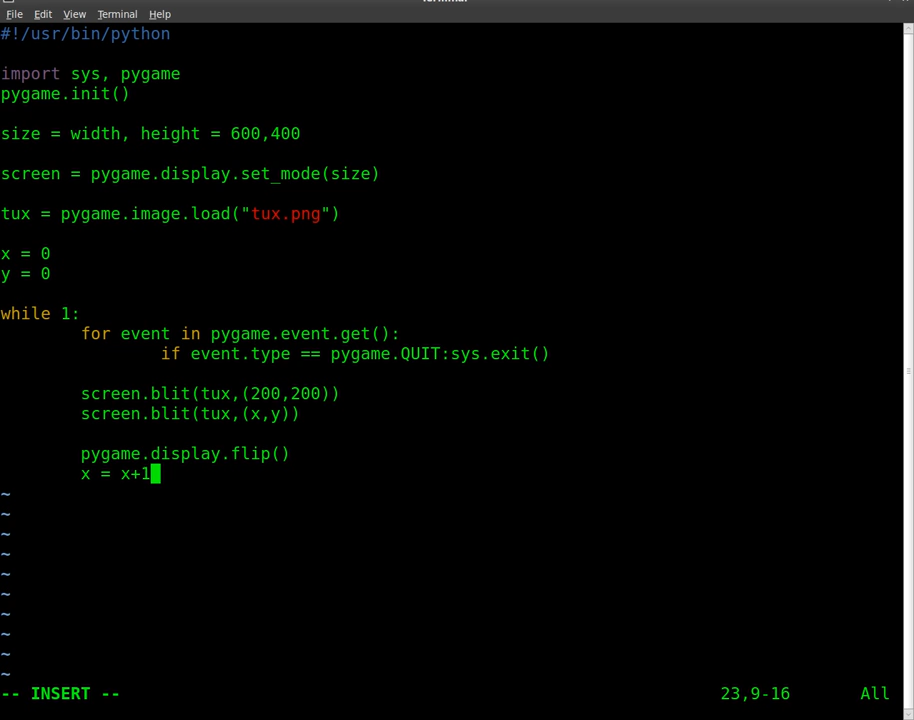 File Edit View Terminal Help
#!/usr/bin/python
import sys, pygame
pygame.init()
size = width, height = 600,400
screen = pygame.display.set_mode(size)
tux = pygame.image.load("tux.png")
x = 0
y = 0
while 1:
for event in pygame.event.get():
if event.type == pygame.QUIT:sys.exit()
screen.blit(tux,(200,200))
screen.blit(tux,(x,y))
pygame.display.flip()
x = x+1
~
~
~
~
~
~
~
~
~
~
-- INSERT -- 23,9-16 All